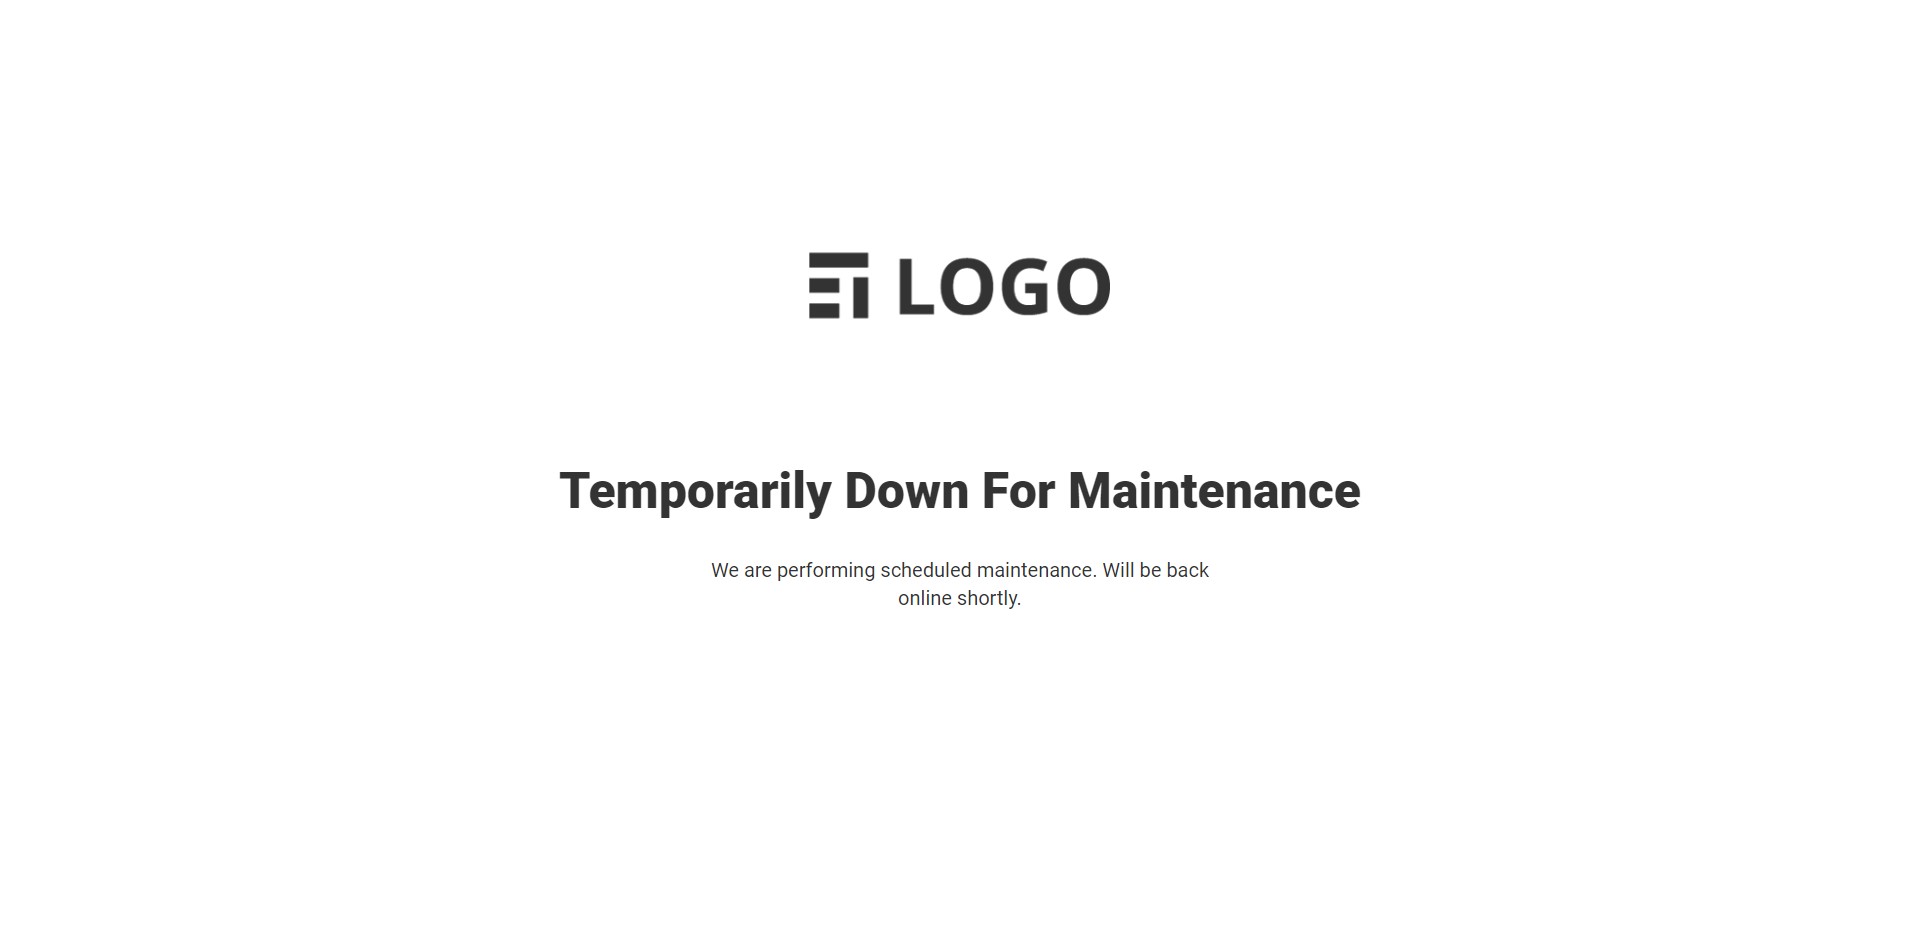 LOGO
Temporarily Down For Maintenance
We are performing scheduled maintenance. Will be back
online shortly.